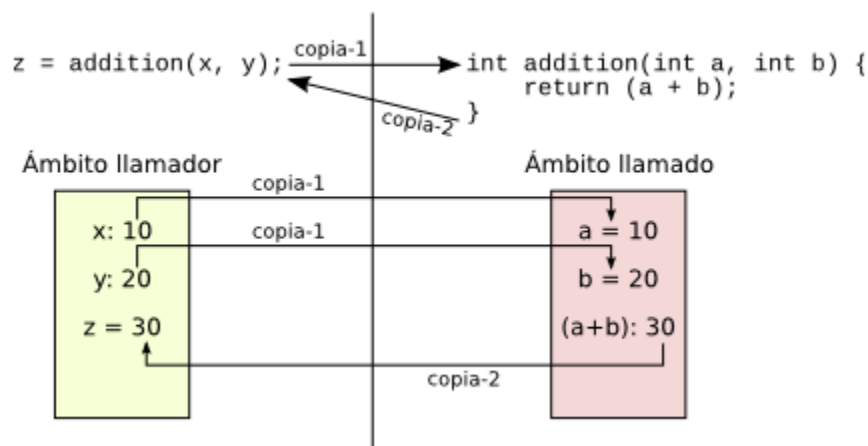 z = addition(x, y);
copia-1
int addition(int a, int b) {
return (a + b);
}
copia-2
Ámbito llamador
Ámbito llamado
copia-1
x: 10
a = 10
copia-1
y: 20
b = 20
z = 30
(a+b): 30
copia-2